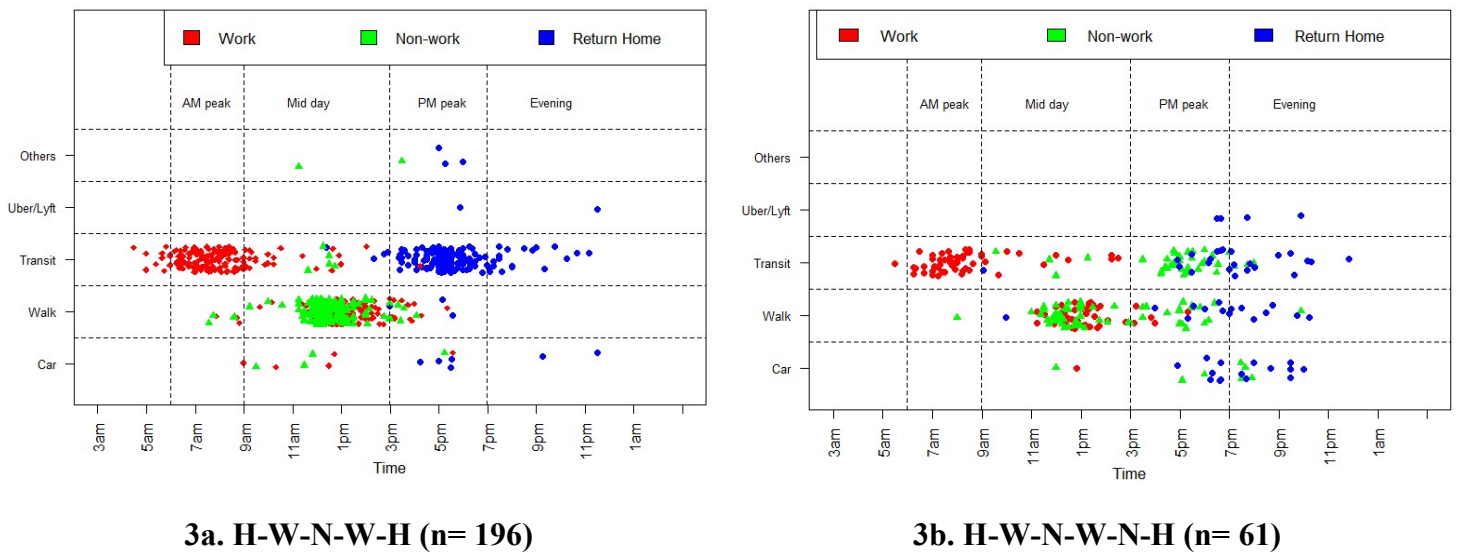 Work Non-work Return Home
AM peak Mid day PM peak Evening
Others
Uber/Lyft
Transit
Walk
Car
3am 5am 7am 9am 11am 1pm 3pm 5pm 7pm 9pm 11pm 1am
Time
3a. H-W-N-W-H (n= 196)
Work Non-work Return Home
AM peak Mid day PM peak Evening
Others
Uber/Lyft
Transit
Walk
Car
3am 5am 7am 9am 11am 1pm 3pm 5pm 7pm 9pm 11pm 1am
Time
3b. H-W-N-W-N-H (n= 61)